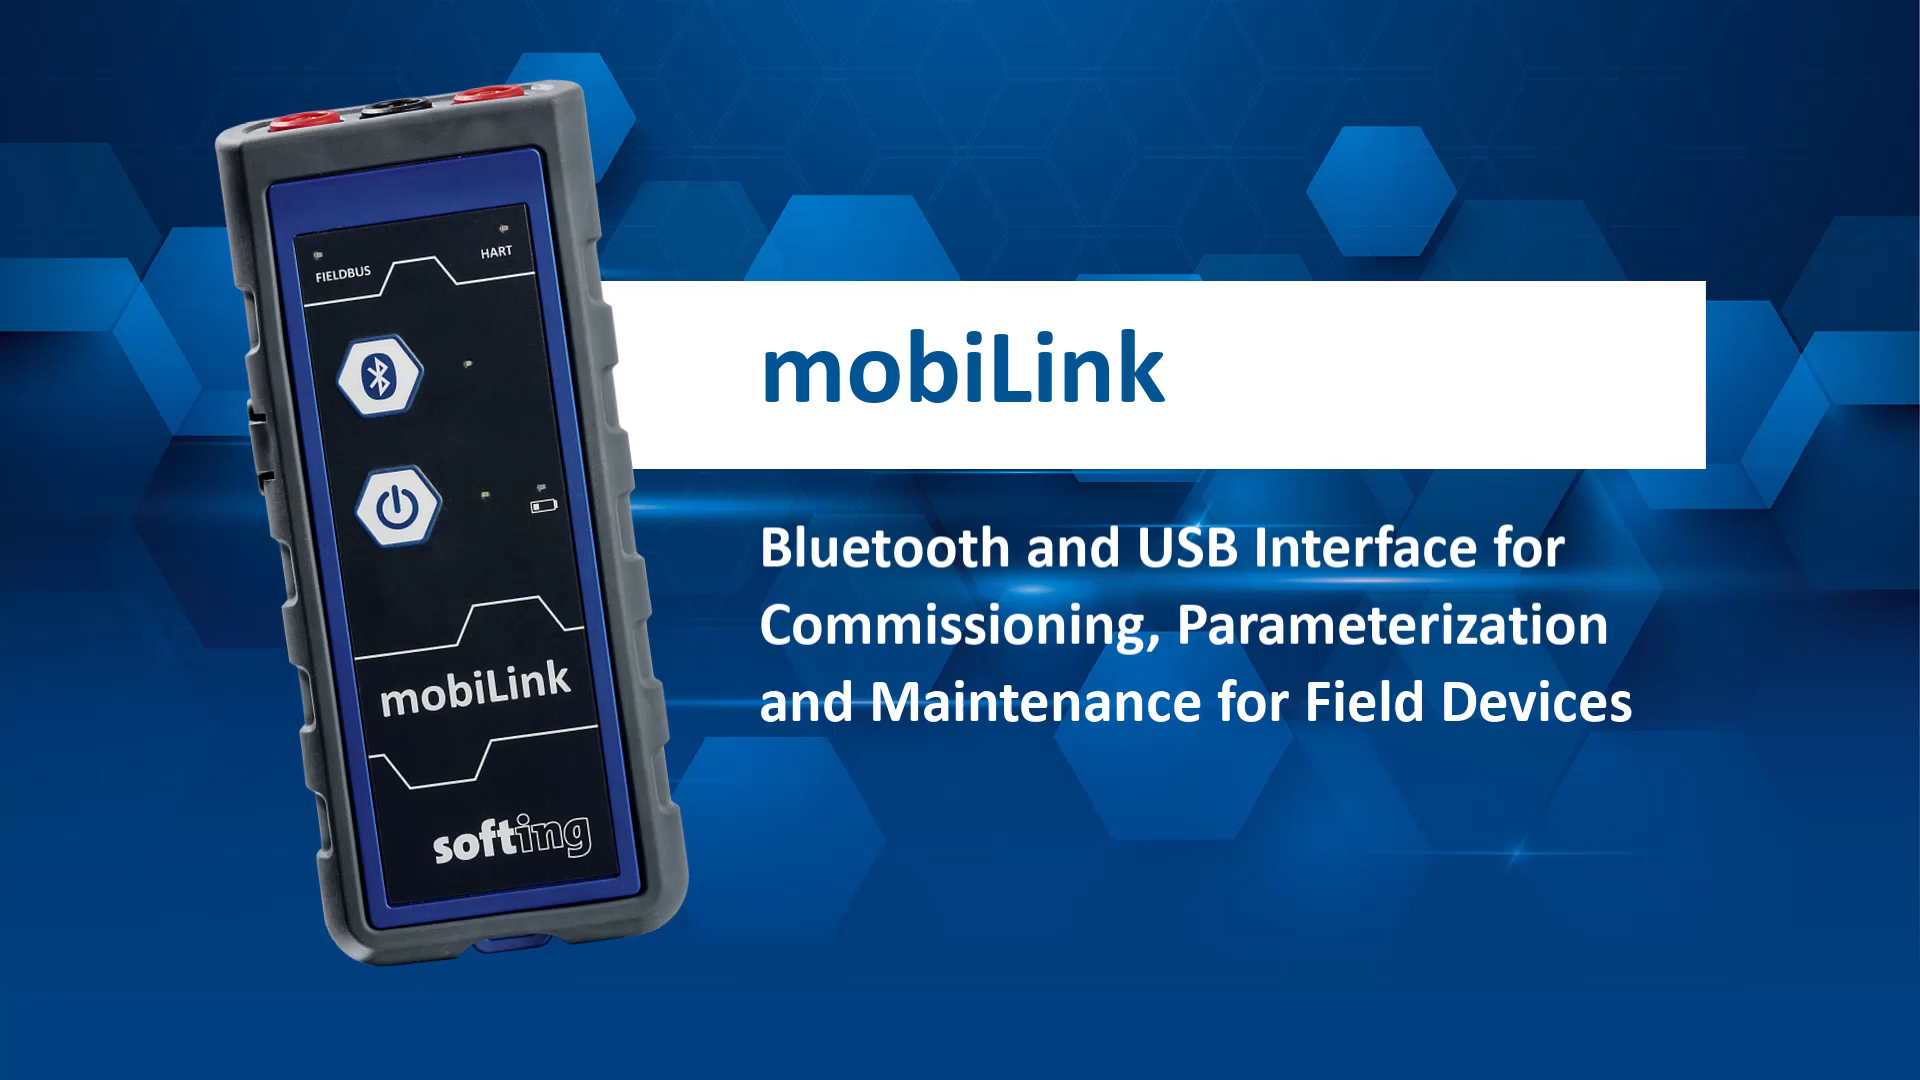 FIELDBUS
HART
mobiLink
softing
mobiLink
Bluetooth and USB Interface for
Commissioning, Parameterization
and Maintenance for Field Devices